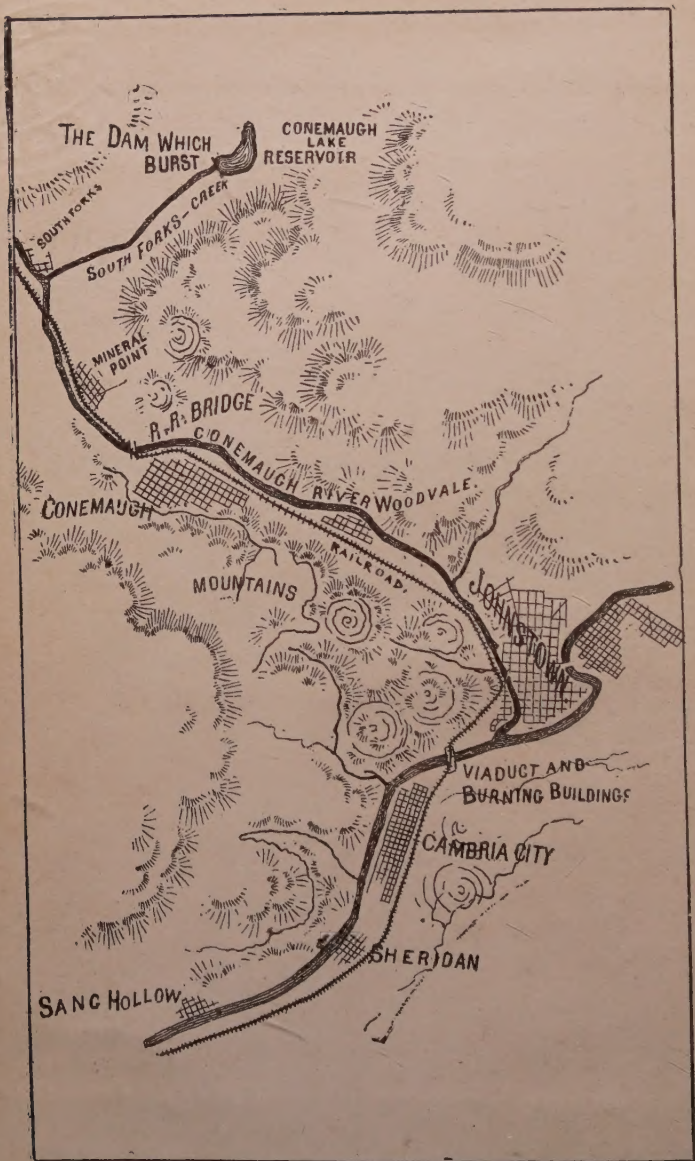 THE DAM WHICH
BURST
CONEMAUGH
LAKE
RESERVOIR
SOUTH FORKS
SOUTH FORKS-CREEK
MINERAL
POINT
R.R. BRIDGE
CONEMAUGH RIVER
WOODVALE.
CONEMAUGH
RAILROAD.
MOUNTAINS
JOHNSTOWN
VIADUCT AND
BURNING BUILDINGS
CAMBRIA CITY
SHERIDAN
SANG HOLLOW